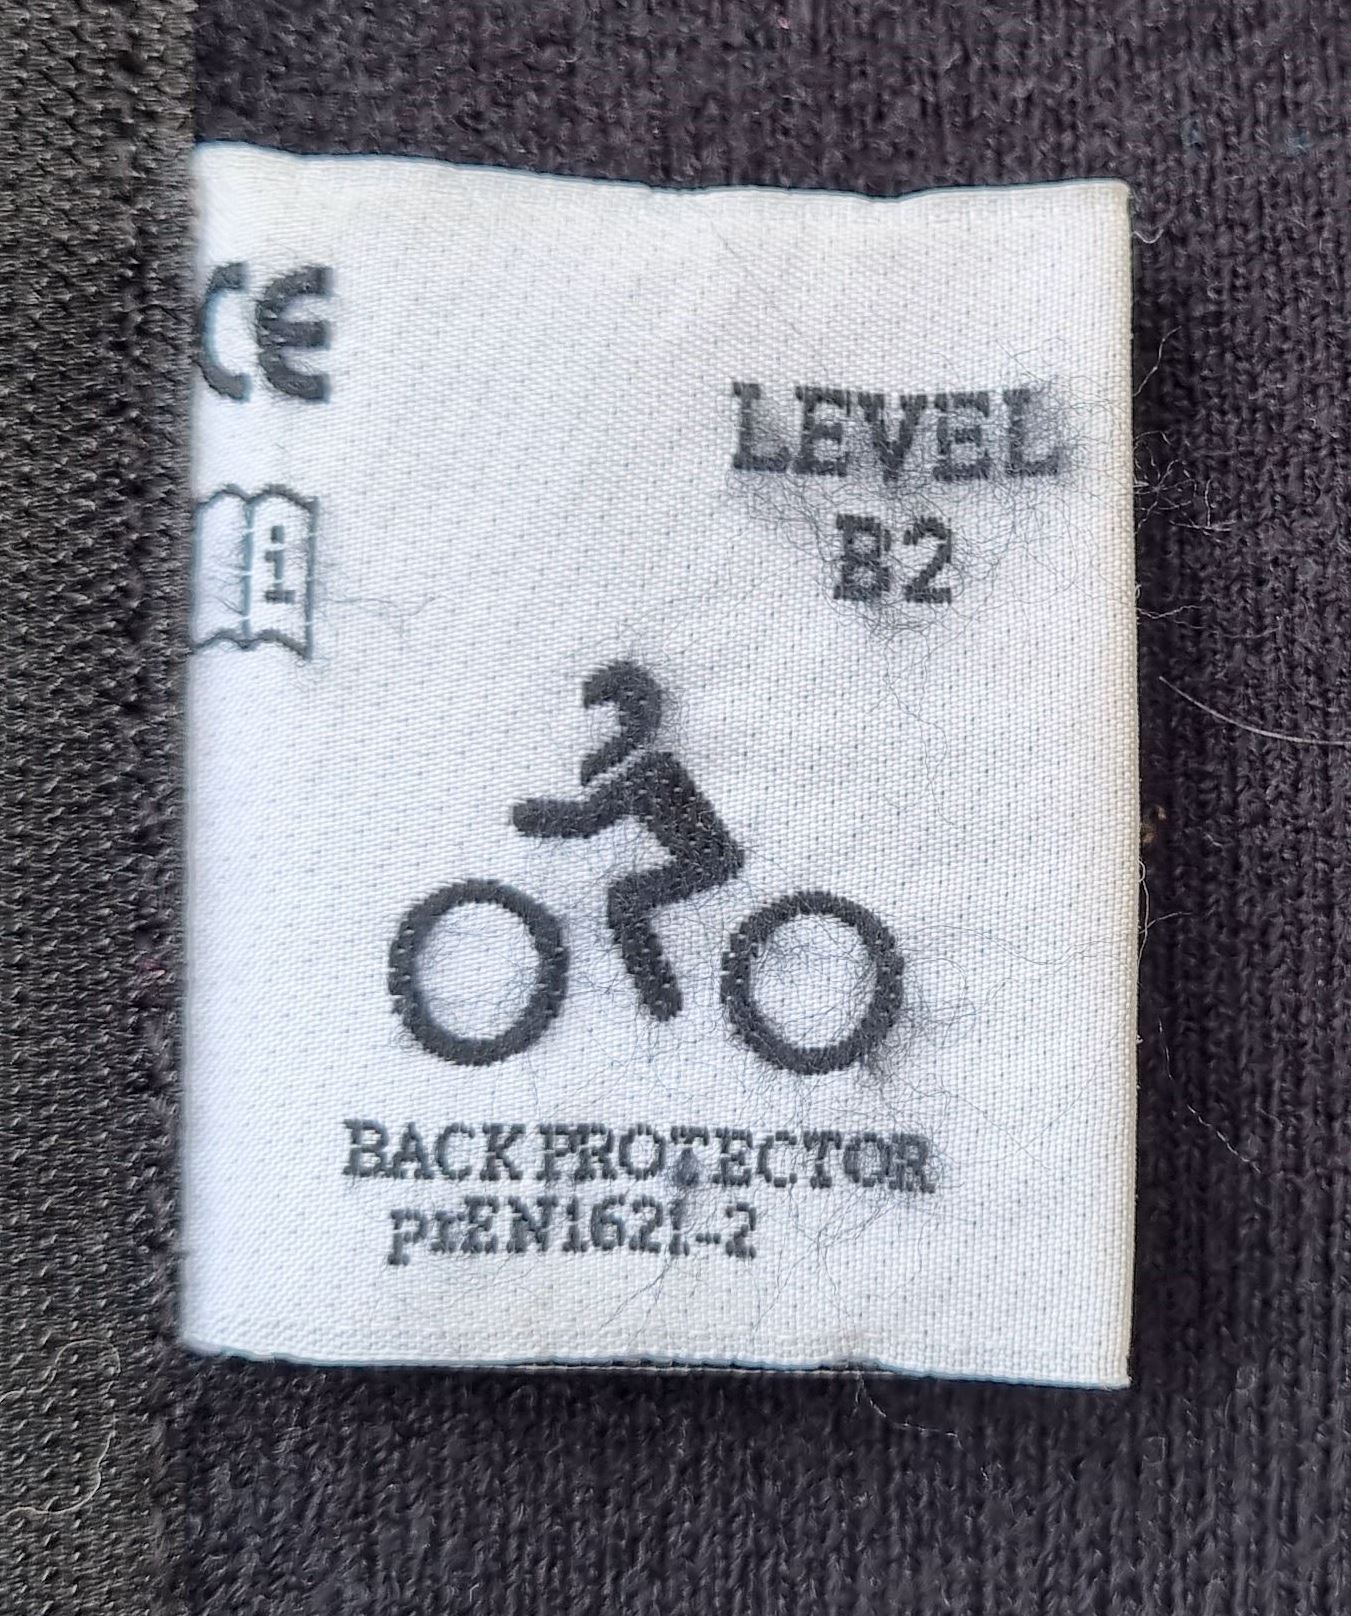 CE
i
LEVEL
B2
BACK PROTECTOR
prEN1621-2